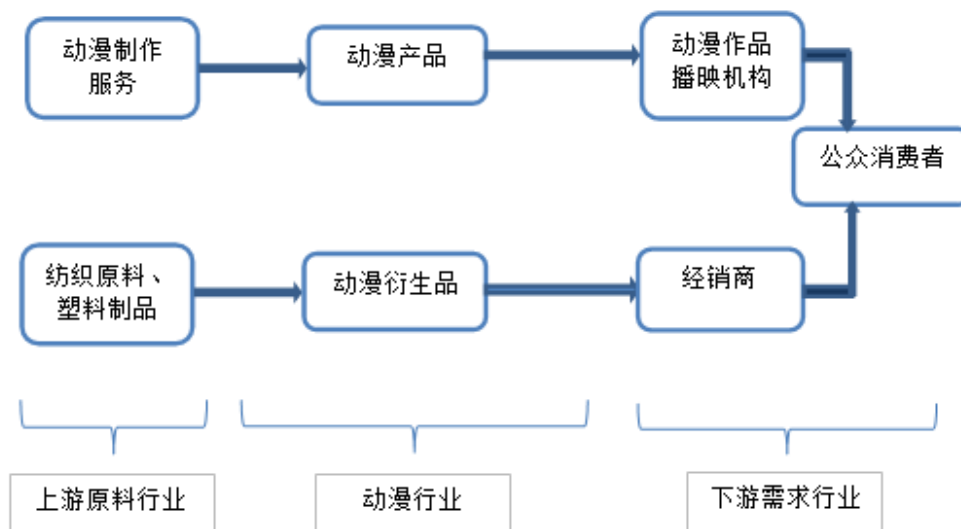 动漫制作
服务
动漫产品
动漫作品
播映机构
公众消费者
纺织原料、
塑料制品
动漫衍生品
经销商
上游原料行业
动漫行业
下游需求行业